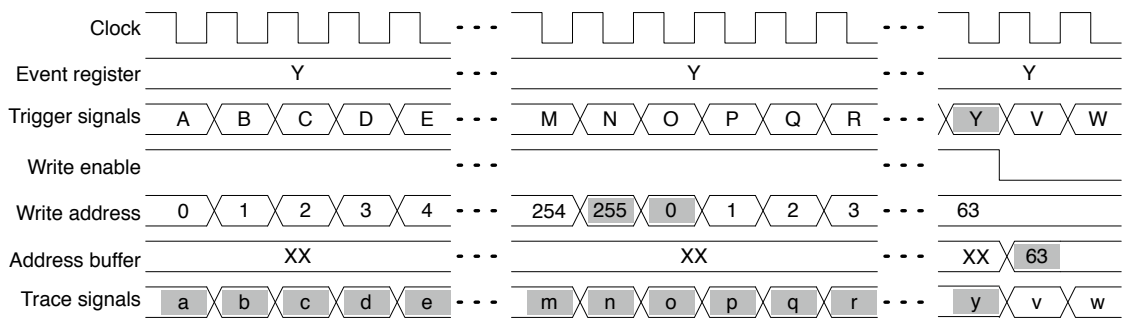 Clock
Event register Y Y Y
Trigger signals A B C D E M N O P Q R Y V W
Write enable
Write address 0 1 2 3 4 254 255 0 1 2 3 63
Address buffer XX XX XX 63
Trace signals a b c d e m n o p q r y v w